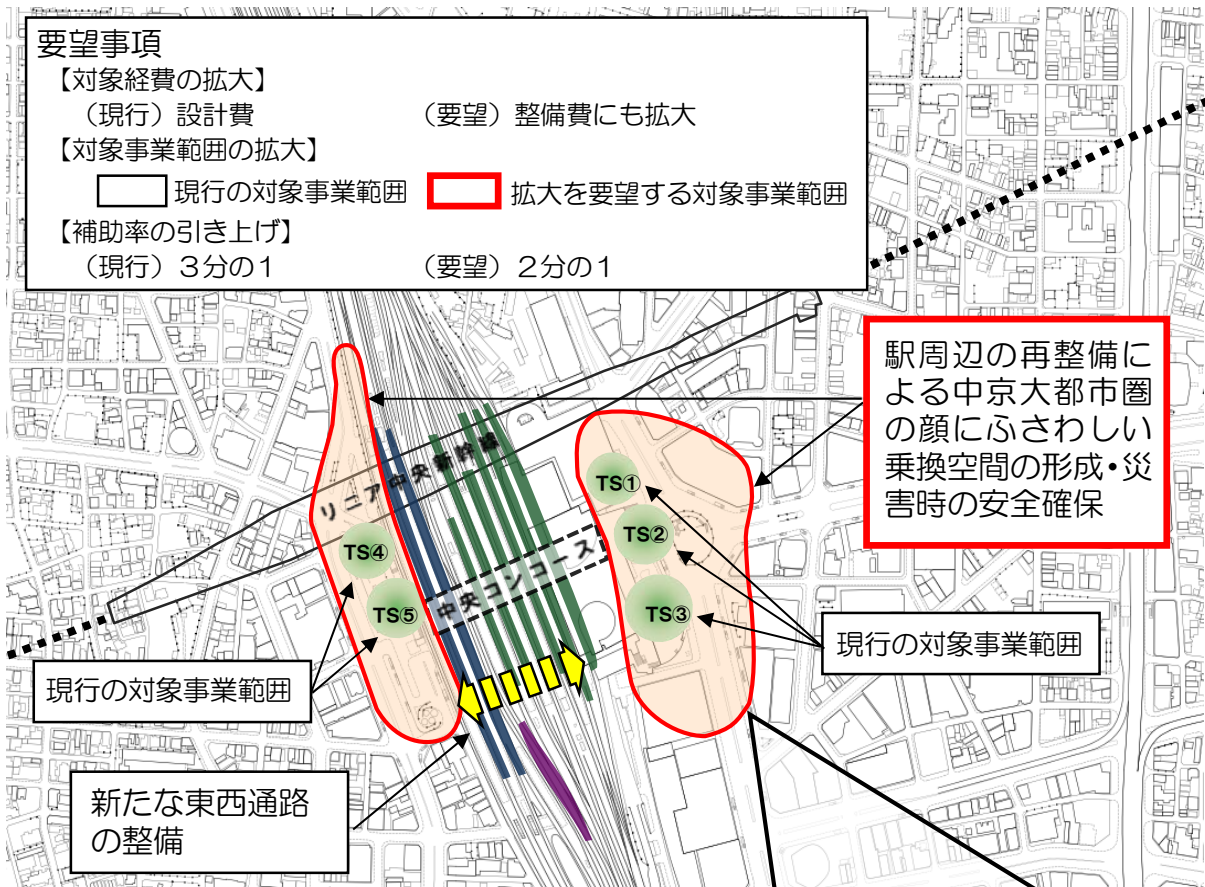 要望事項
【対象経費の拡大】
（現行）設計費　（要望）整備費にも拡大
【対象事業範囲の拡大】
現行の対象事業範囲　拡大を要望する対象事業範囲
【補助率の引き上げ】
（現行）３分の１　（要望）２分の１
駅周辺の再整備に
よる中京大都市圏
の顔にふさわしい
乗換空間の形成・災
害時の安全確保
リニア中央新幹線
TS①
TS②
TS③
TS④
TS⑤
中央コンコース
現行の対象事業範囲
現行の対象事業範囲
新たな東西通路
の整備